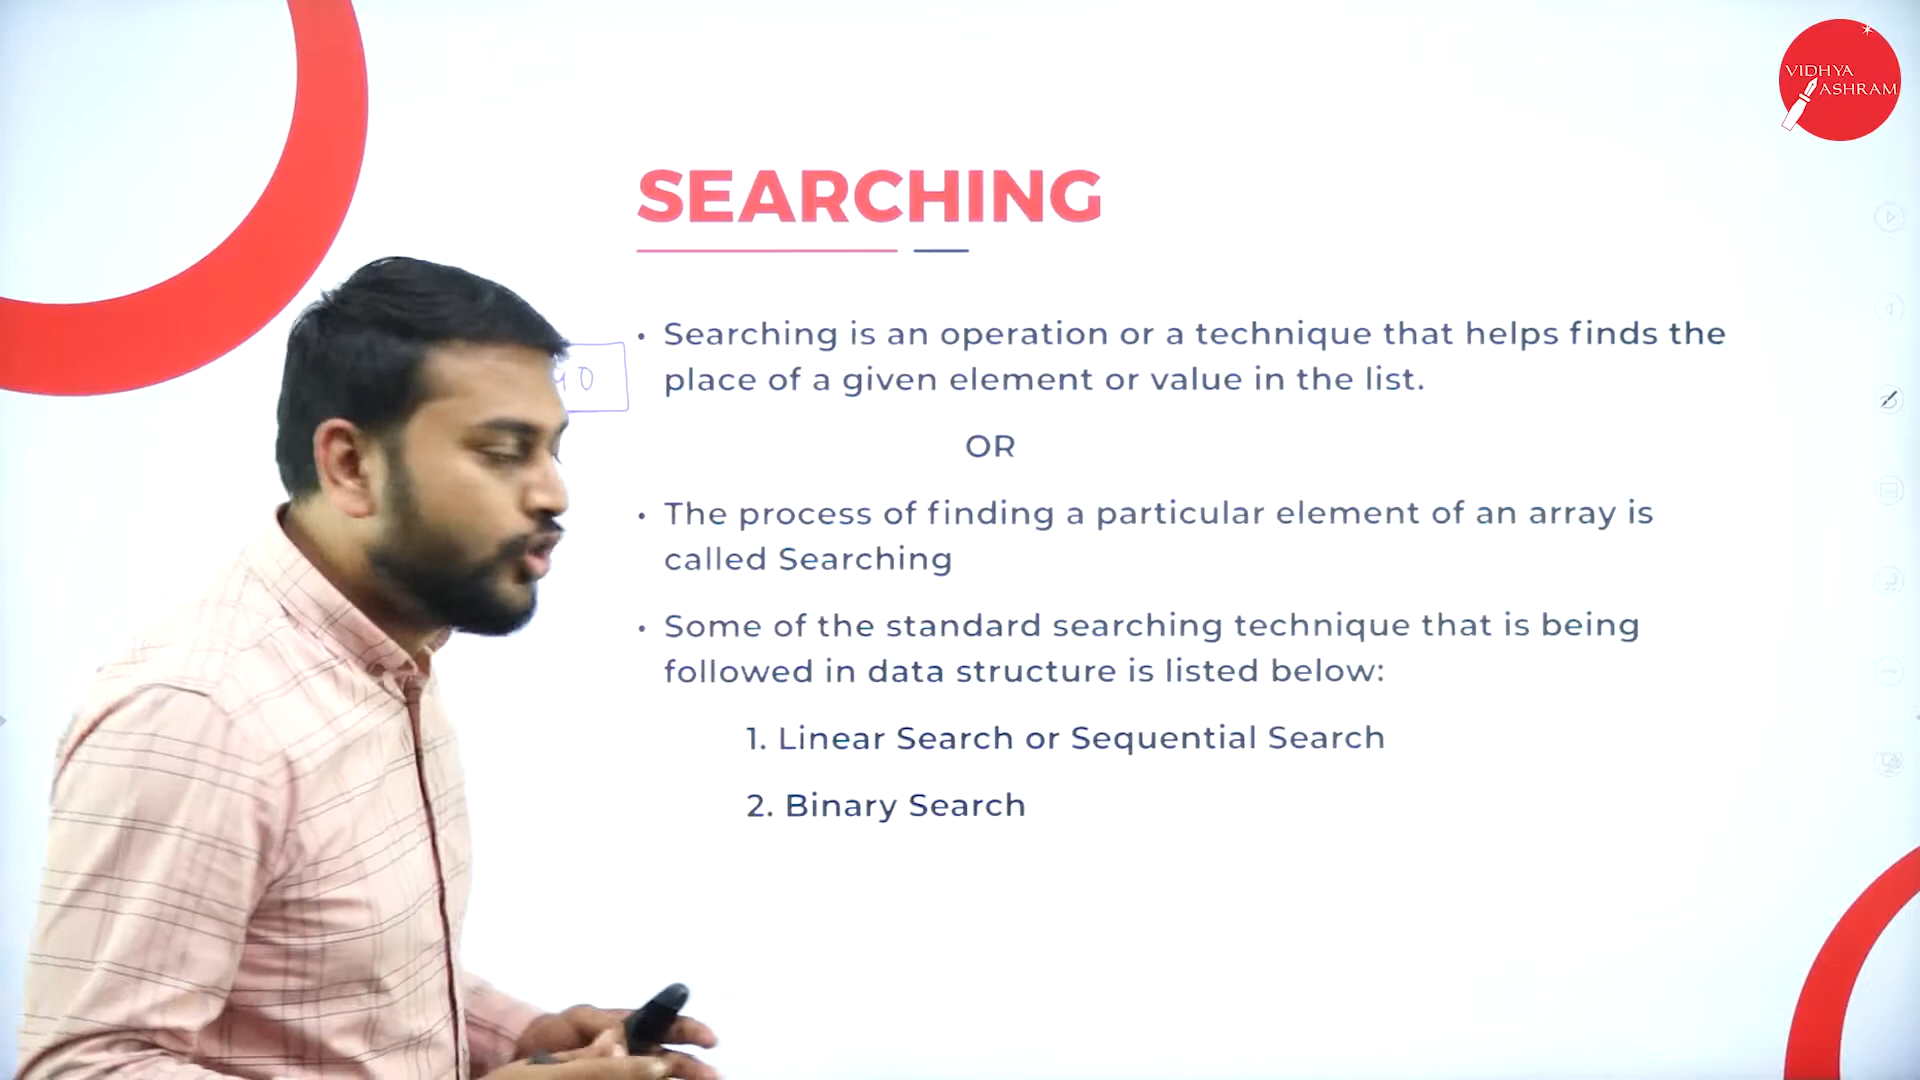 VIDHYA
ASHRAM
SEARCHING
• Searching is an operation or a technique that helps finds the
place of a given element or value in the list.
OR
• The process of finding a particular element of an array is
called Searching
• Some of the standard searching technique that is being
followed in data structure is listed below:
1. Linear Search or Sequential Search
2. Binary Search